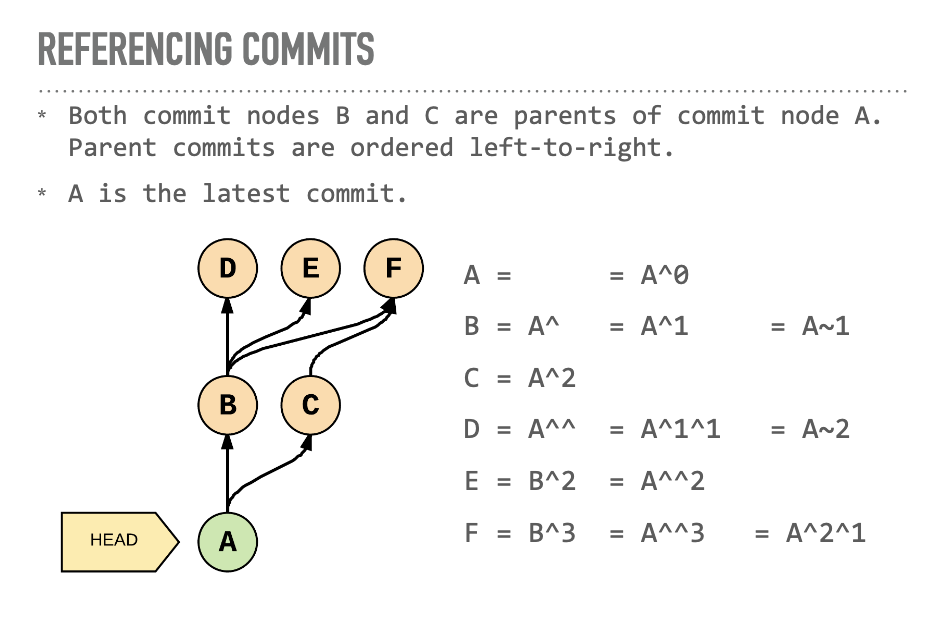 REFERENCING COMMITS
* Both commit nodes B and C are parents of commit node A.
Parent commits are ordered left-to-right.
* A is the latest commit.
D E F
B C
HEAD A
A = = A^0
B = A^ = A^1 = A~1
C = A^2
D = A^^ = A^1^1 = A~2
E = B^2 = A^^2
F = B^3 = A^^3 = A^2^1